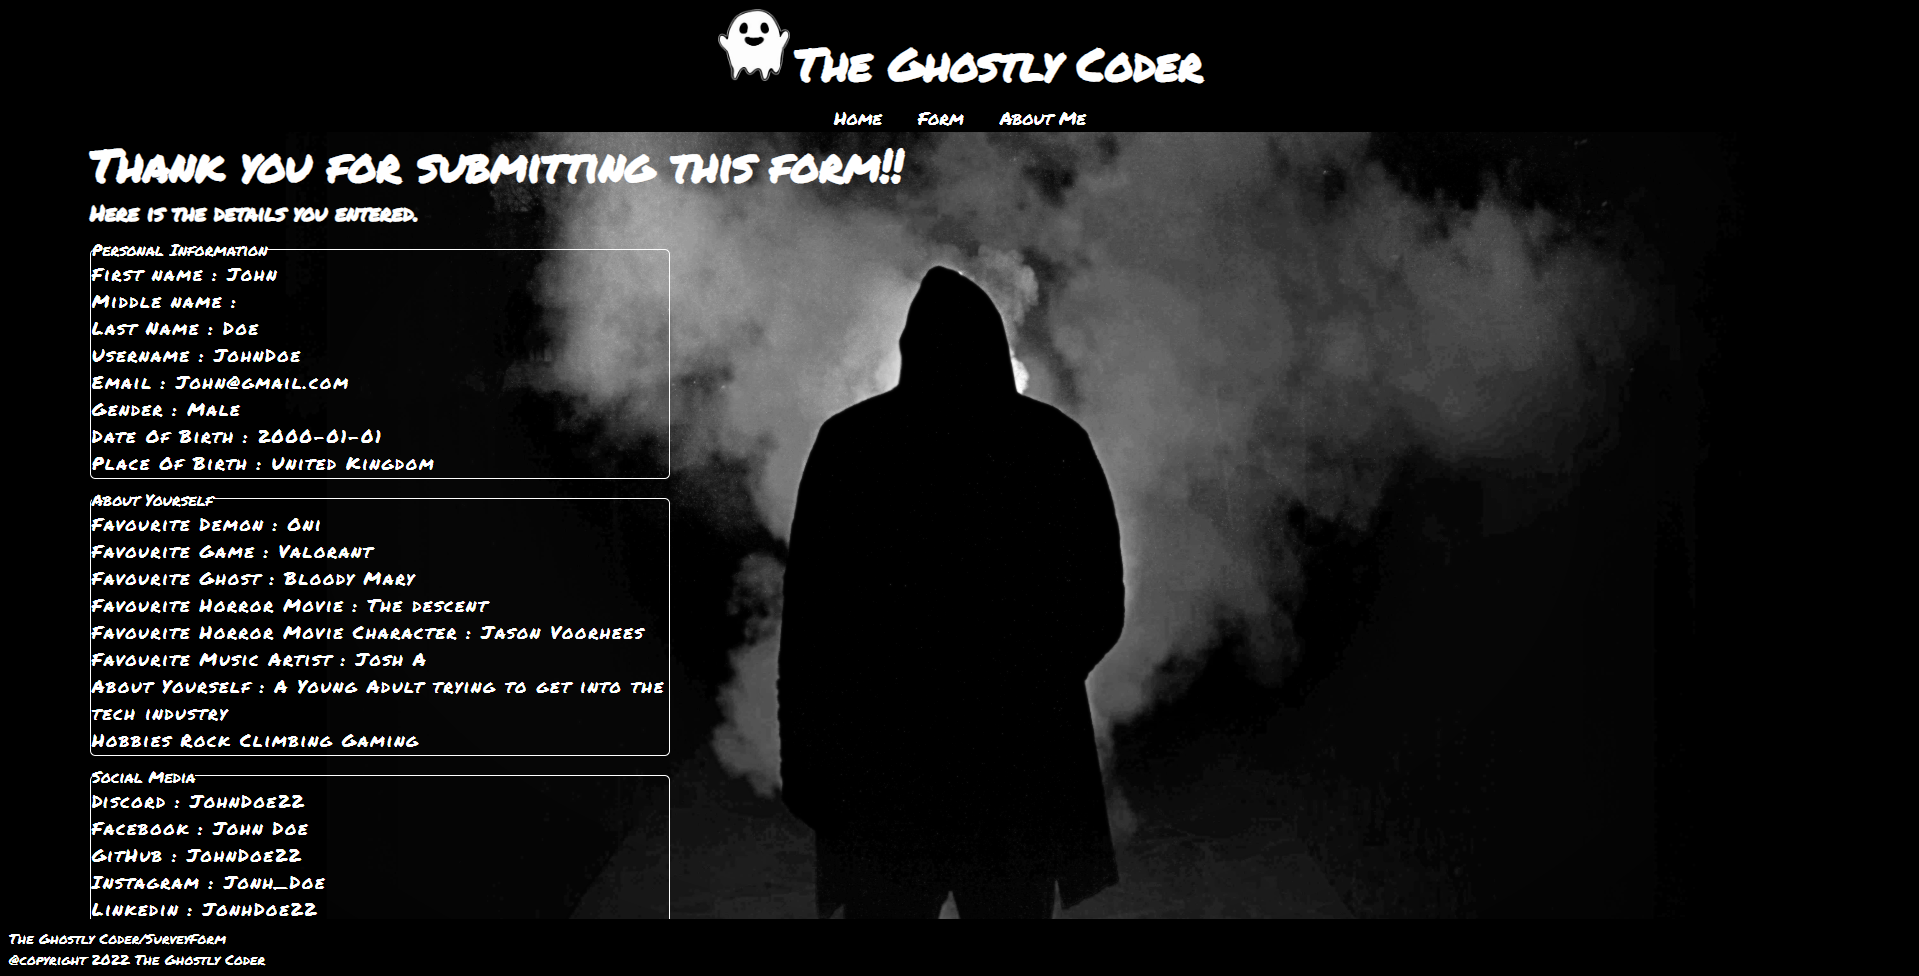 The Ghostly Coder
Home Form About Me
Thank you for submitting this form!!
Here is the details you entered.
Personal Information
First name : John
Middle name :
Last Name : Doe
Username : JohnDoe
Email : John@gmail.com
Gender : Male
Date Of Birth : 2000-01-01
Place Of Birth : United Kingdom
About Yourself
Favourite Demon : Oni
Favourite Game : Valorant
Favourite Ghost : Bloody Mary
Favourite Horror Movie : The descent
Favourite Horror Movie Character : Jason Voorhees
Favourite Music Artist : Josh A
About Yourself : A Young Adult trying to get into the
tech industry
Hobbies Rock Climbing Gaming
Social Media
Discord : JohnDoe22
Facebook : John Doe
GitHub : JohnDoe22
Instagram : Jonh_Doe
Linkedin : JonhDoe22
The Ghostly Coder/SurveyForm
@copyright 2022 The Ghostly Coder